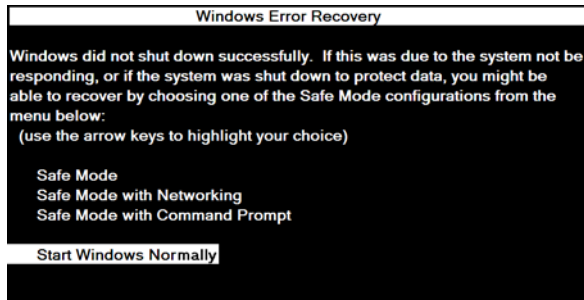 Windows Error Recovery
Windows did not shut down successfully. If this was due to the system not be
responding, or if the system was shut down to protect data, you might be
able to recover by choosing one of the Safe Mode configurations from the
menu below:
(use the arrow keys to highlight your choice)
Safe Mode
Safe Mode with Networking
Safe Mode with Command Prompt
Start Windows Normally